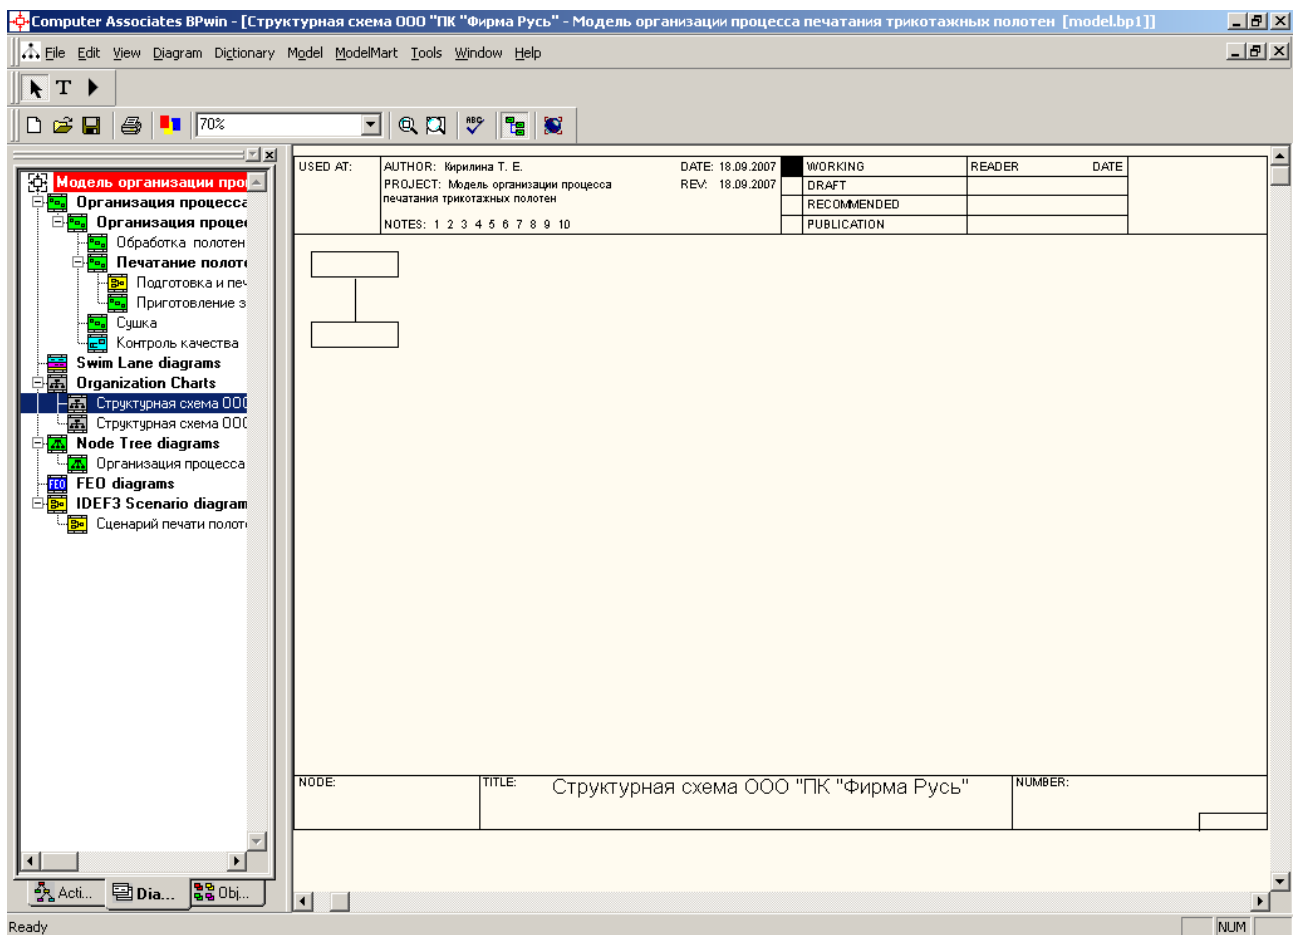 Computer Associates BPwin - [Структурная схема ООО "ПК "Фирма Русь" - Модель организации процесса печатания трикотажных полотен [model.bp1]]
File Edit View Diagram Dictionary Model ModelMart Tools Window Help
T
70%
ABC
Модель организации
Организация процесса
Организация
Обработка полотен
Печатание
Подготовка и
Приготовление
Сушка
Контроль качества
Swim Lane diagrams
Organization Charts
Структурная схема ООО
Структурная схема ООО
Node Tree diagrams
Организация процесса
FEO FEO diagrams
IDEF3 Scenario diagram
Сценарий печати
Acti... Dia... Obj...
USED AT:
AUTHOR: Кирилина Т. Е. DATE: 18.09.2007
PROJECT: Модель организации процесса REV: 18.09.2007
печатания трикотажных полотен
NOTES: 1 2 3 4 5 6 7 8 9 10
WORKING
DRAFT
RECOMMENDED
PUBLICATION
READER DATE
NODE:
TITLE: Структурная схема ООО "ПК "Фирма Русь"
NUMBER:
Ready NUM